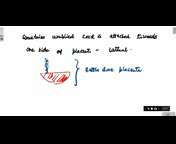 Sometimes umbilical cord is attached towards
one side of placenta - lateral.
Battle dore placenta